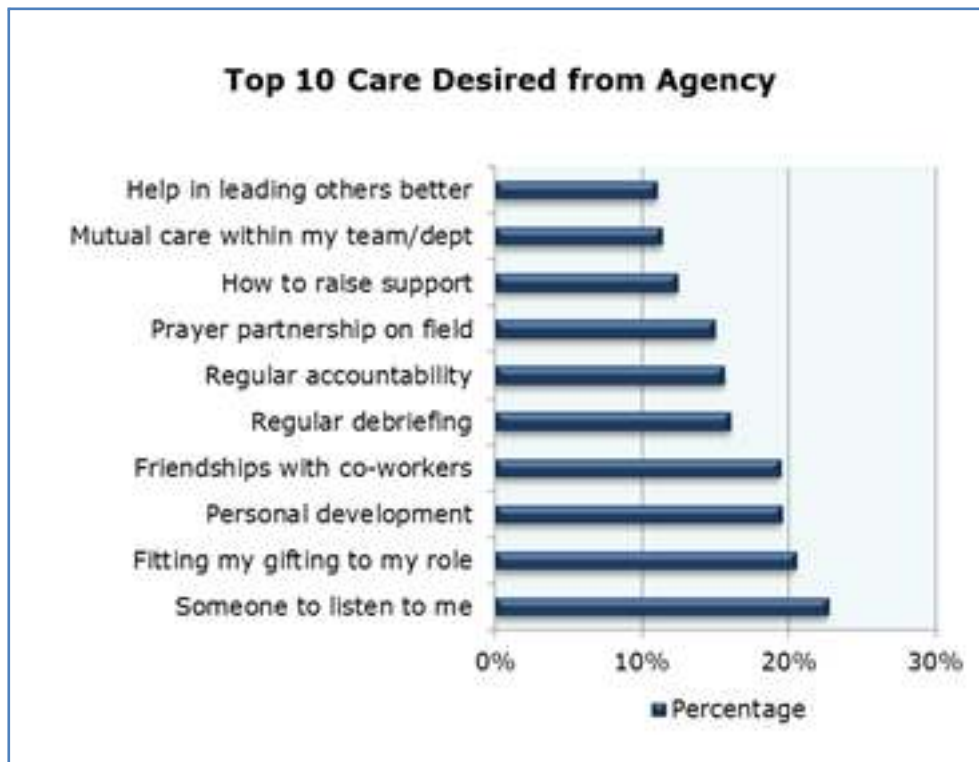 Top 10 Care Desired from Agency
Help in leading others better
Mutual care within my team/dept
How to raise support
Prayer partnership on field
Regular accountability
Regular debriefing
Friendships with co-workers
Personal development
Fitting my gifting to my role
Someone to listen to me
0% 10% 20% 30%
Percentage